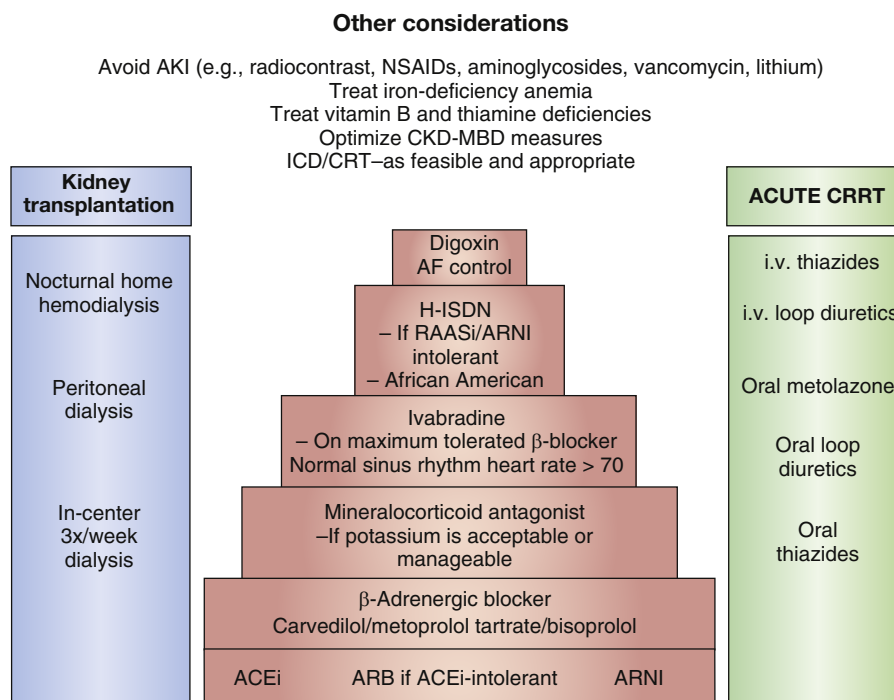 Other considerations
Avoid AKI (e.g., radiocontrast, NSAIDs, aminoglycosides, vancomycin, lithium)
Treat iron-deficiency anemia
Treat vitamin B and thiamine deficiencies
Optimize CKD-MBD measures
ICD/CRT–as feasible and appropriate
Kidney
transplantation
Nocturnal home
hemodialysis
Peritoneal
dialysis
In-center
3x/week
dialysis
Digoxin
AF control
H-ISDN
– If RAASi/ARNI
intolerant
– African American
Ivabradine
– On maximum tolerated β-blocker
Normal sinus rhythm heart rate > 70
Mineralocorticoid antagonist
–If potassium is acceptable or
manageable
β-Adrenergic blocker
Carvedilol/metoprolol tartrate/bisoprolol
ACEi ARB if ACEi-intolerant ARNI
ACUTE CRRT
i.v. thiazides
i.v. loop diuretics
Oral metolazone
Oral loop
diuretics
Oral
thiazides